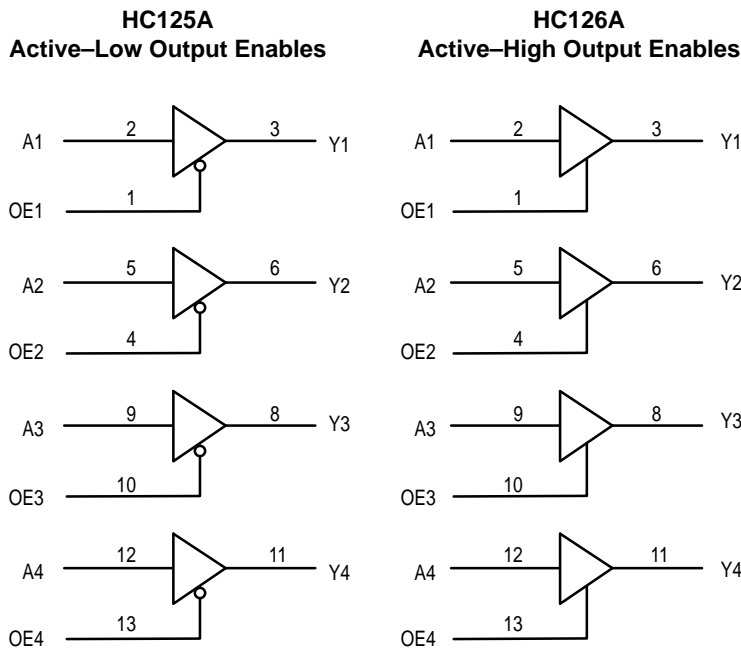 HC125A
Active–Low Output Enables
A1
2
3
Y1
OE1
1
A2
5
6
Y2
OE2
4
A3
9
8
Y3
OE3
10
A4
12
11
Y4
OE4
13
HC126A
Active–High Output Enables
A1
2
3
Y1
OE1
1
A2
5
6
Y2
OE2
4
A3
9
8
Y3
OE3
10
A4
12
11
Y4
OE4
13